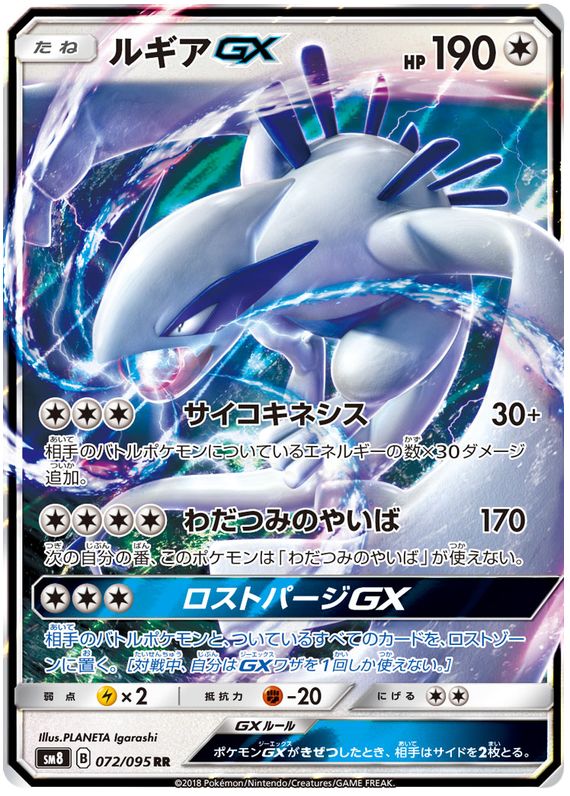 たね ルギアGX HP 190
サイコキネシス 30+
相手のバトルポケモンについているエネルギーの数×30ダメージ
追加。
わだつみのやいば 170
次の自分の番、このポケモンは「わだつみのやいば」が使えない。
ロストパージGX
相手のバトルポケモンと、ついているすべてのカードを、ロストゾー
ンに置く。[対戦中、自分はGXワザを1回しか使えない。]
弱点 ×2 抵抗力 -20 にげる
Illus.PLANETA Igarashi
GXルール
ポケモンGXがきぜつしたとき、相手はサイドを2枚とる。
SM8 B 072/095 RR
©2018 Pokémon/Nintendo/Creatures/GAME FREAK.